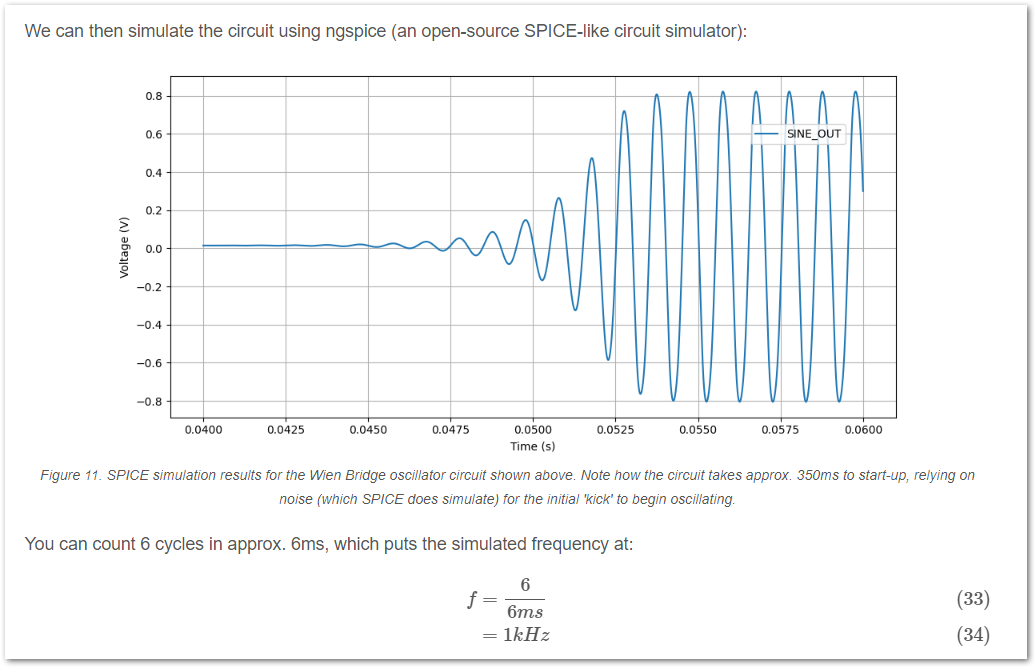 We can then simulate the circuit using ngspice (an open-source SPICE-like circuit simulator):
0.8
0.6
0.4
0.2
0.0
−0.2
−0.4
−0.6
−0.8
Voltage (V)
SINE_OUT
0.0400 0.0425 0.0450 0.0475 0.0500 0.0525 0.0550 0.0575 0.0600
Time (s)
Figure 11. SPICE simulation results for the Wien Bridge oscillator circuit shown above. Note how the circuit takes approx. 350ms to start-up, relying on
noise (which SPICE does simulate) for the initial 'kick' to begin oscillating.
You can count 6 cycles in approx. 6ms, which puts the simulated frequency at:
f = 6 / 6ms (33)
= 1kHz (34)